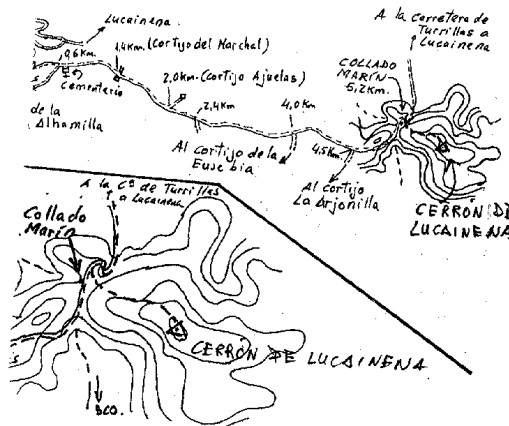 Lucainena
0,6 Km.
1,4 Km. (Cortijo del Marchal)
Cementerio
de la
Alhamilla
2,0 Km. (Cortijo Ajuelas)
2,4 Km
Al cortijo de la
Eusebia
4,0 Km
4,5 Km
Al cortijo
La Arjonilla
A la carretera de
Turrillas a
Lucainena
COLLADO
MARÍN
5,2 Km.
CERRÓN DE
LUCAINENA
A la Cª de Turrillas
a Lucainena
Collado
Marín
CERRÓN DE LUCAINENA
BCO.